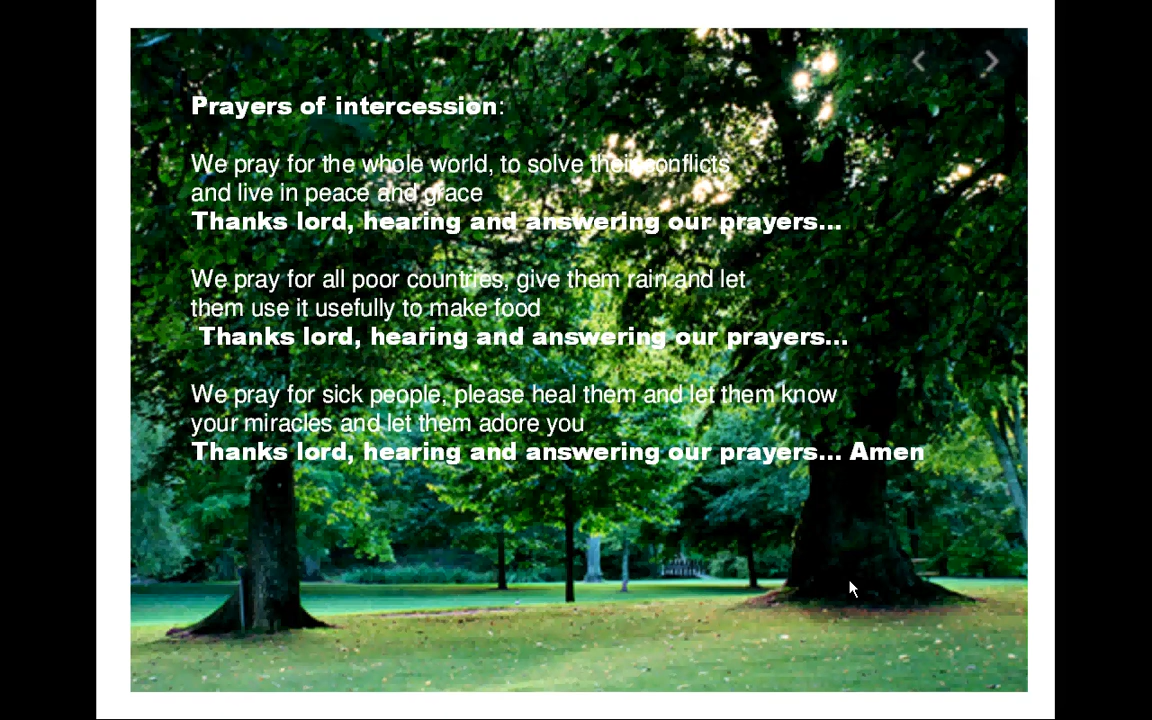 Prayers of intercession:
We pray for the whole world, to solve their conflicts
and live in peace and grace
Thanks lord, hearing and answering our prayers...
We pray for all poor countries, give them rain and let
them use it usefully to make food
Thanks lord, hearing and answering our prayers...
We pray for sick people, please heal them and let them know
your miracles and let them adore you
Thanks lord, hearing and answering our prayers... Amen